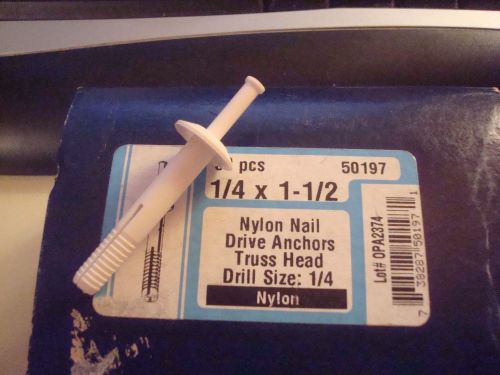 pcs 50197
1/4 x 1-1/2
Nylon Nail
Drive Anchors
Truss Head
Drill Size: 1/4
Nylon
Lot# OPA2374
7 38287 50197 1